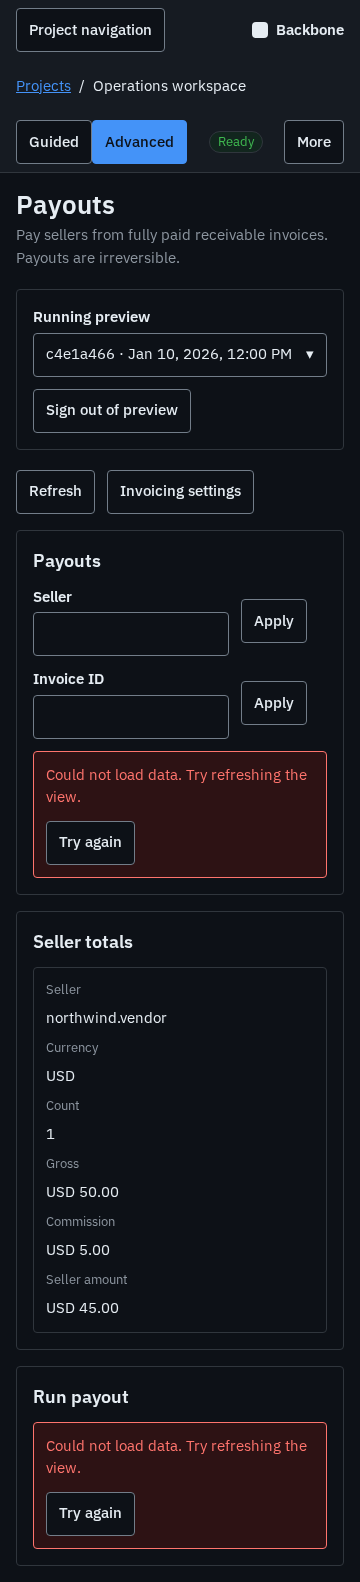 Project navigation
Backbone
Projects / Operations workspace
Guided
Advanced
Ready
More
Payouts
Pay sellers from fully paid receivable invoices.
Payouts are irreversible.
Running preview
c4e1a466 · Jan 10, 2026, 12:00 PM ▾
Sign out of preview
Refresh
Invoicing settings
Payouts
Seller
Apply
Invoice ID
Apply
Could not load data. Try refreshing the
view.
Try again
Seller totals
Seller
northwind.vendor
Currency
USD
Count
1
Gross
USD 50.00
Commission
USD 5.00
Seller amount
USD 45.00
Run payout
Could not load data. Try refreshing the
view.
Try again